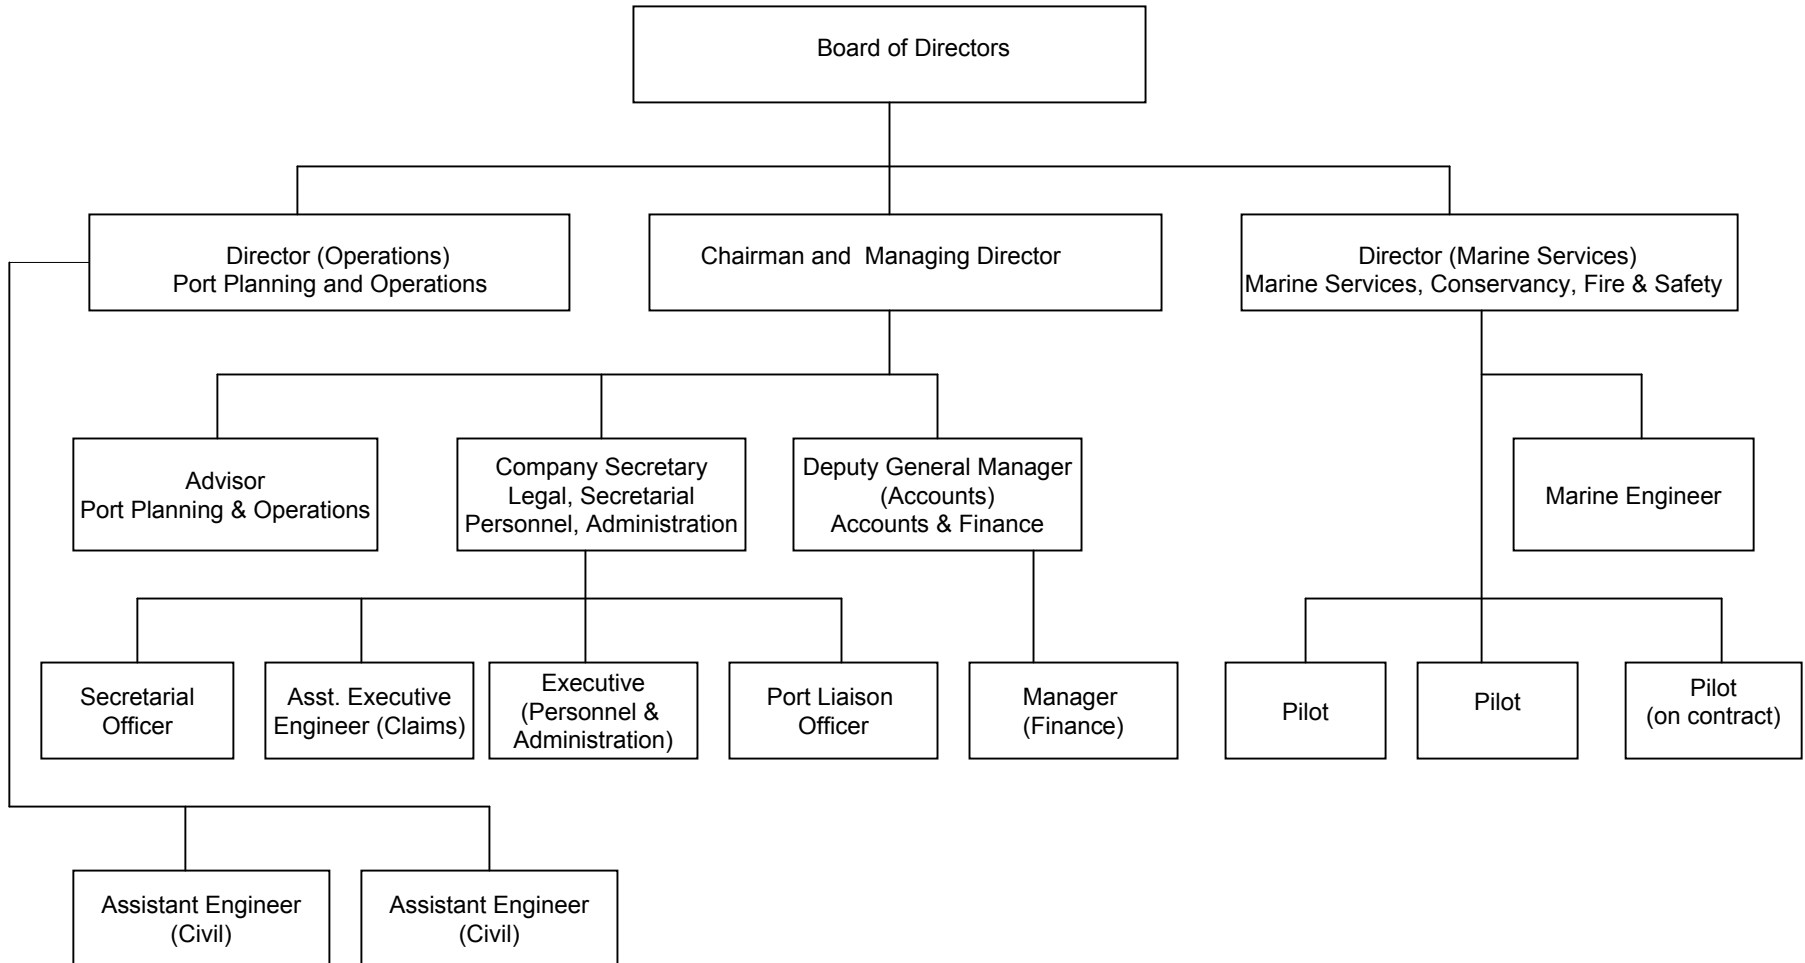 Board of Directors
Director (Operations)
Port Planning and Operations
Chairman and Managing Director
Director (Marine Services)
Marine Services, Conservancy, Fire & Safety
Advisor
Port Planning & Operations
Company Secretary
Legal, Secretarial
Personnel, Administration
Deputy General Manager
(Accounts)
Accounts & Finance
Marine Engineer
Secretarial
Officer
Asst. Executive
Engineer (Claims)
Executive
(Personnel &
Administration)
Port Liaison
Officer
Manager
(Finance)
Pilot
Pilot
Pilot
(on contract)
Assistant Engineer
(Civil)
Assistant Engineer
(Civil)